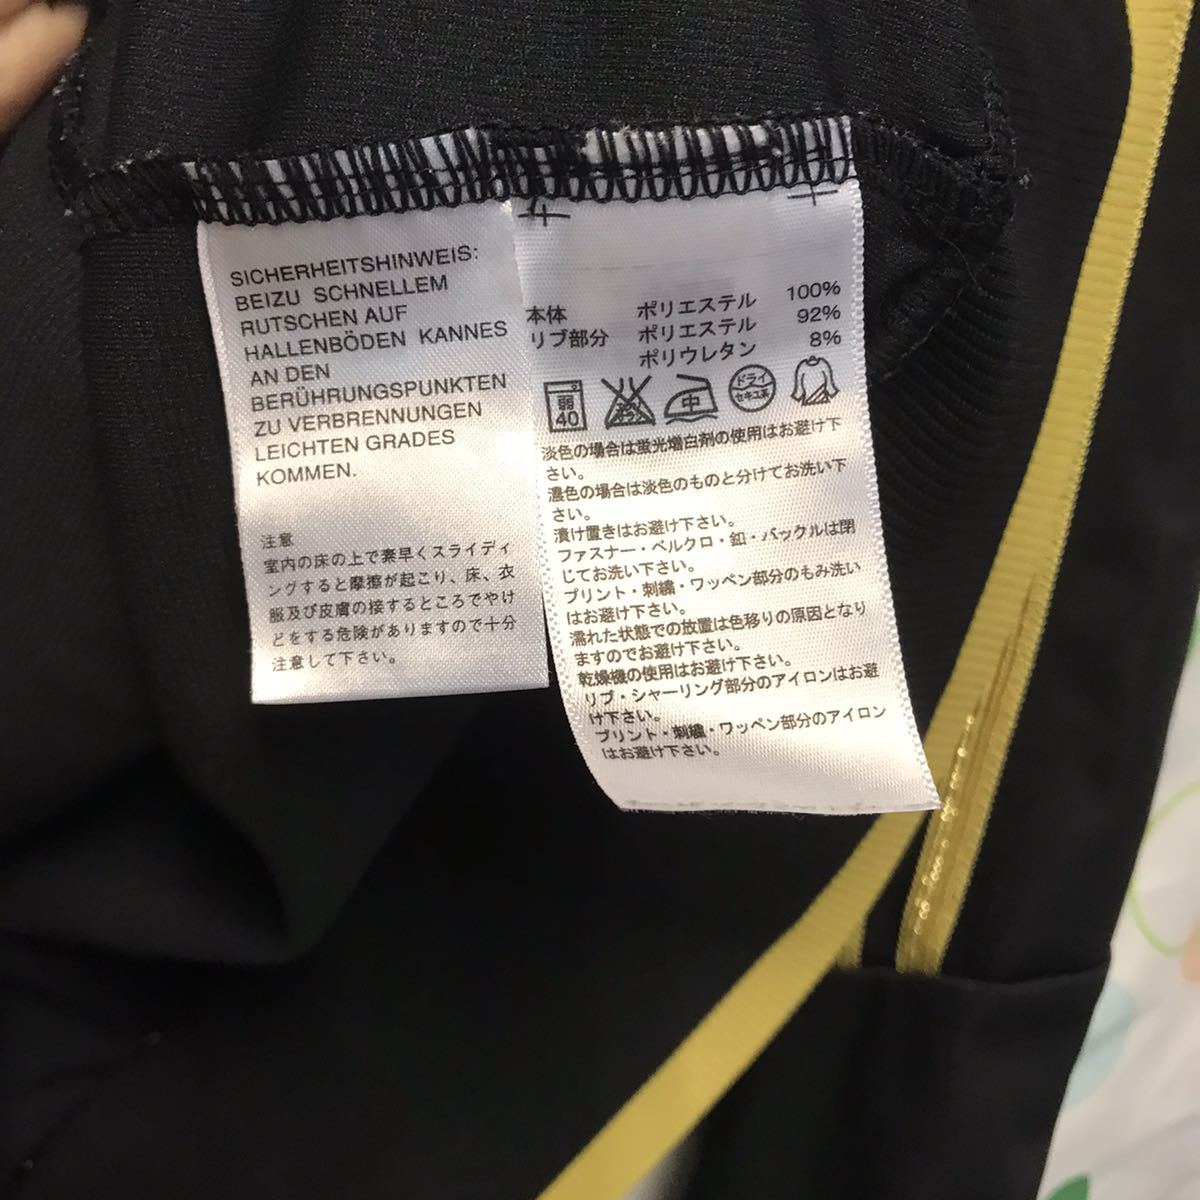 SICHERHEITSHINWEIS:
BEIZU SCHNELLEM
RUTSCHEN AUF
HALLENBÖDEN KANNES
AN DEN
BERÜHRUNGSPUNKTEN
ZU VERBRENNUNGEN
LEICHTEN GRADES
KOMMEN.
注意
室内の床の上で素早くスライディ
ングすると摩擦が起こり、床、衣
服及び皮膚の接するところでやけ
どをする危険がありますので十分
注意して下さい。
本体 ポリエステル 100%
リブ部分 ポリエステル 92%
ポリウレタン 8%
弱 40 中 ドライ セキユ系
淡色の場合は蛍光増白剤の使用はお避け下
さい。
濃色の場合は淡色のものと分けてお洗い下
さい。
漬け置きはお避け下さい。
ファスナー・ベルクロ・釦・バックルは閉
じてお洗い下さい。
プリント・刺繍・ワッペン部分のもみ洗い
はお避け下さい。
濡れた状態での放置は色移りの原因となり
ますのでお避け下さい。
乾燥機の使用はお避け下さい。
リブ・シャーリング部分のアイロンはお避
け下さい。
プリント・刺繍・ワッペン部分のアイロン
はお避け下さい。